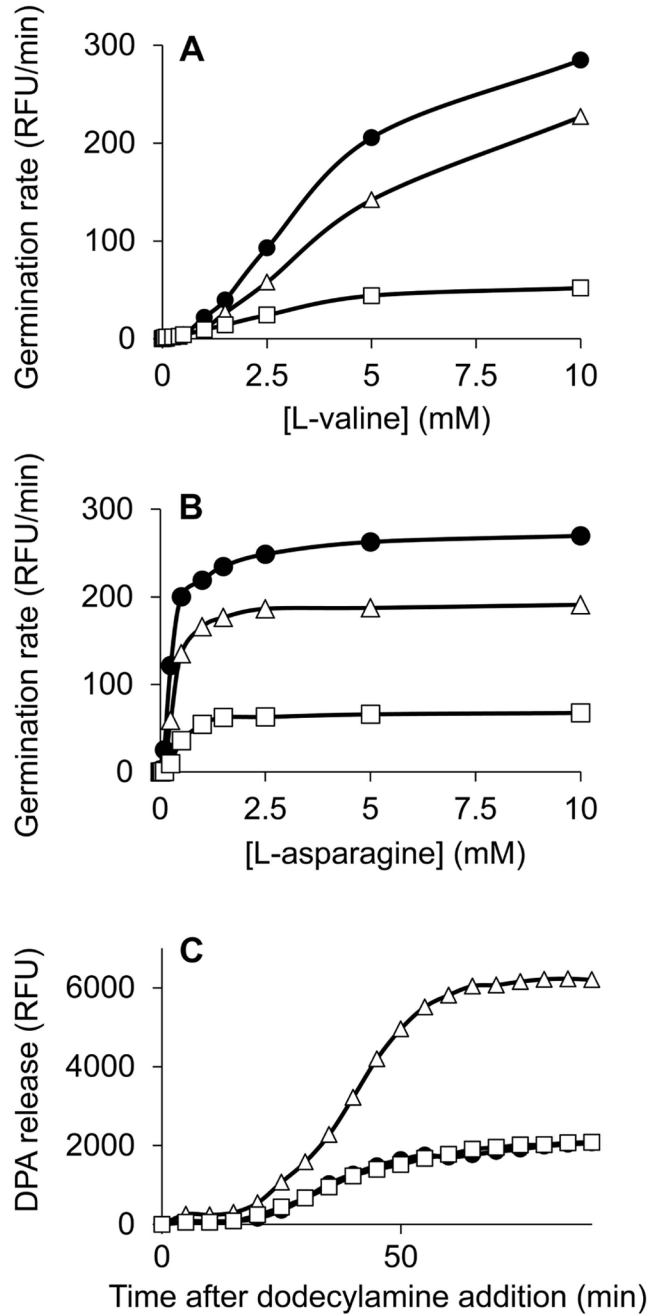 A
300
200
100
0
Germination rate (RFU/min)
0 2.5 5 7.5 10
[L-valine] (mM)
B
300
200
100
0
Germination rate (RFU/min)
0 2.5 5 7.5 10
[L-asparagine] (mM)
C
6000
4000
2000
0
DPA release (RFU)
0 50
Time after dodecylamine addition (min)